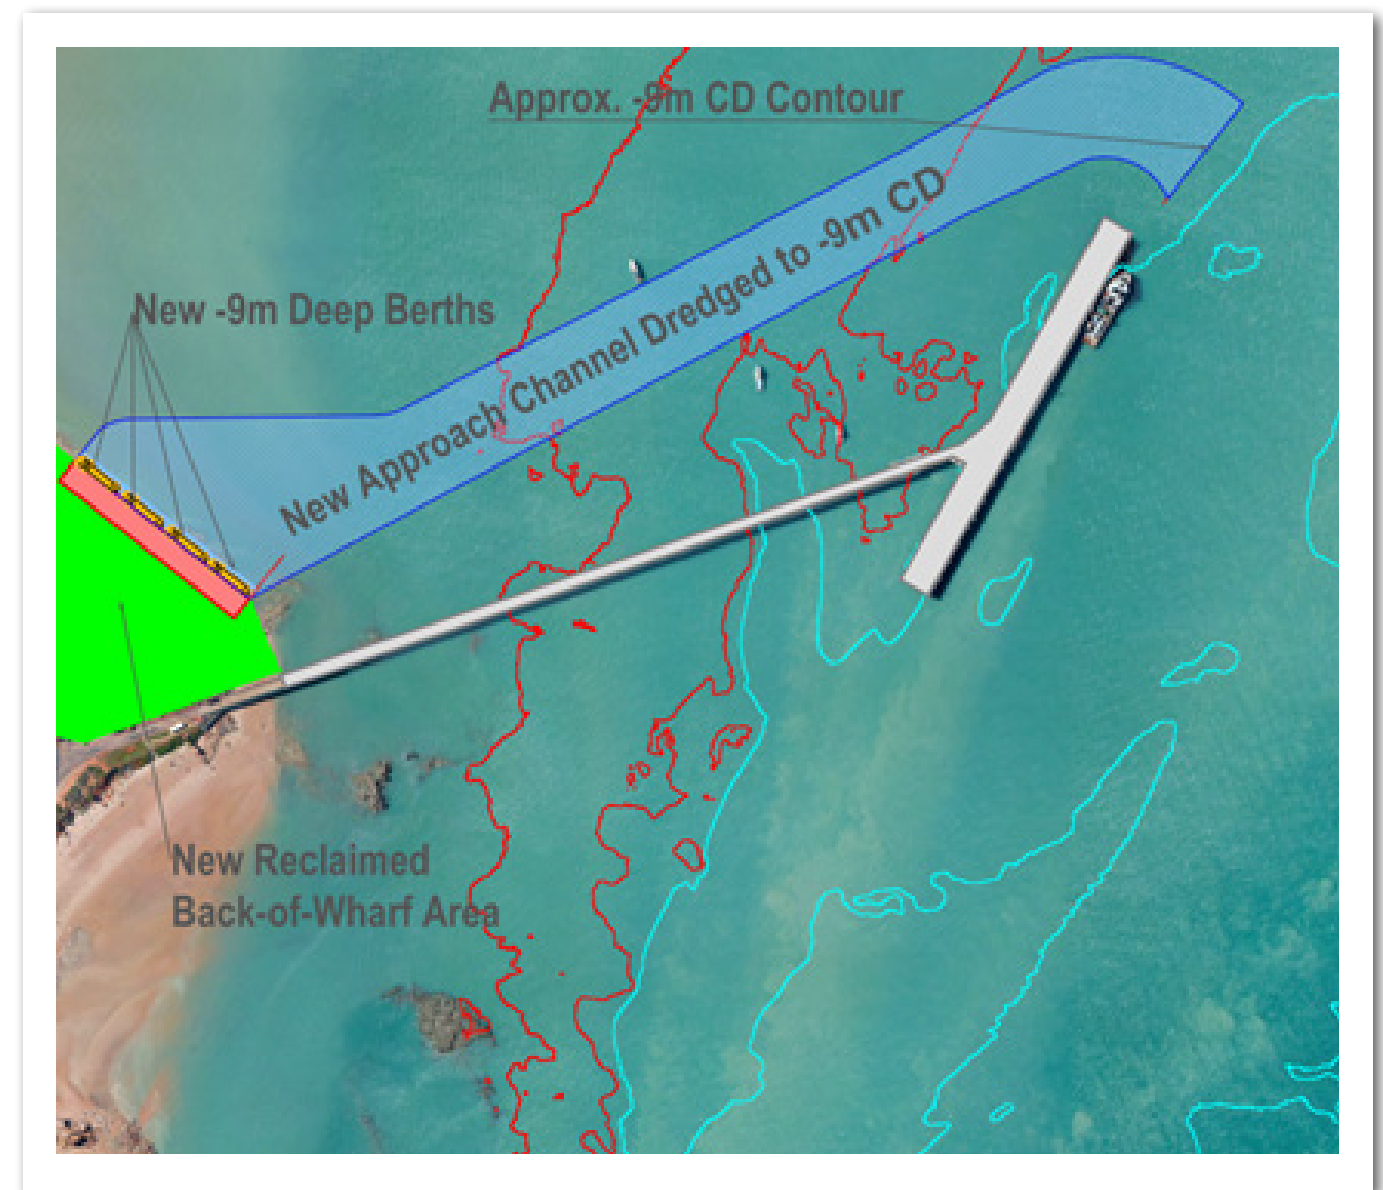 Approx. -9m CD Contour
New -9m Deep Berths
New Approach Channel Dredged to -9m CD
New Reclaimed
Back-of-Wharf Area